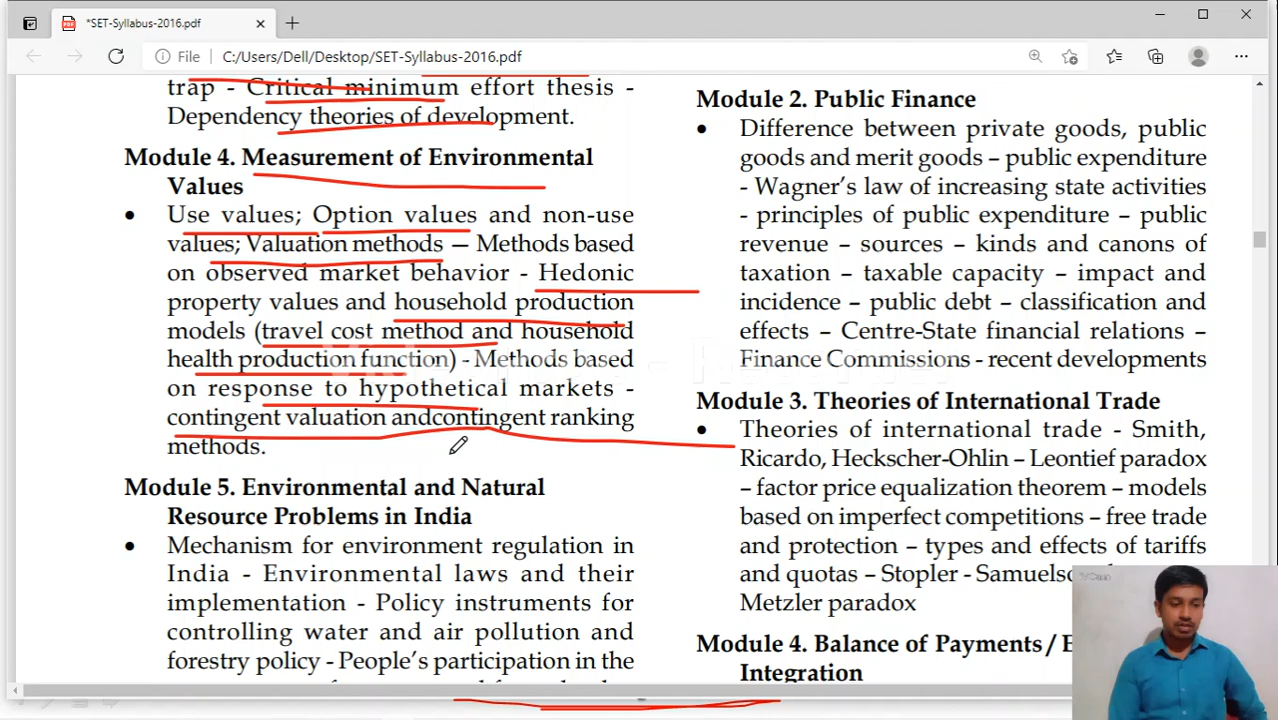 *SET-Syllabus-2016.pdf
File
C:/Users/Dell/Desktop/SET-Syllabus-2016.pdf
trap - Critical minimum effort thesis -
Dependency theories of development.
Module 4. Measurement of Environmental
Values
• Use values; Option values and non-use
values; Valuation methods — Methods based
on observed market behavior - Hedonic
property values and household production
models (travel cost method and household
health production function) - Methods based
on response to hypothetical markets -
contingent valuation andcontingent ranking
methods.
Module 5. Environmental and Natural
Resource Problems in India
• Mechanism for environment regulation in
India - Environmental laws and their
implementation - Policy instruments for
controlling water and air pollution and
forestry policy - People’s participation in the
Module 2. Public Finance
• Difference between private goods, public
goods and merit goods – public expenditure
- Wagner’s law of increasing state activities
- principles of public expenditure – public
revenue – sources – kinds and canons of
taxation – taxable capacity – impact and
incidence – public debt – classification and
effects – Centre-State financial relations –
Finance Commissions - recent developments
Module 3. Theories of International Trade
• Theories of international trade - Smith,
Ricardo, Heckscher-Ohlin – Leontief paradox
– factor price equalization theorem – models
based on imperfect competitions – free trade
and protection – types and effects of tariffs
and quotas – Stopler - Samuelso
Metzler paradox
Module 4. Balance of Payments / E
Integration